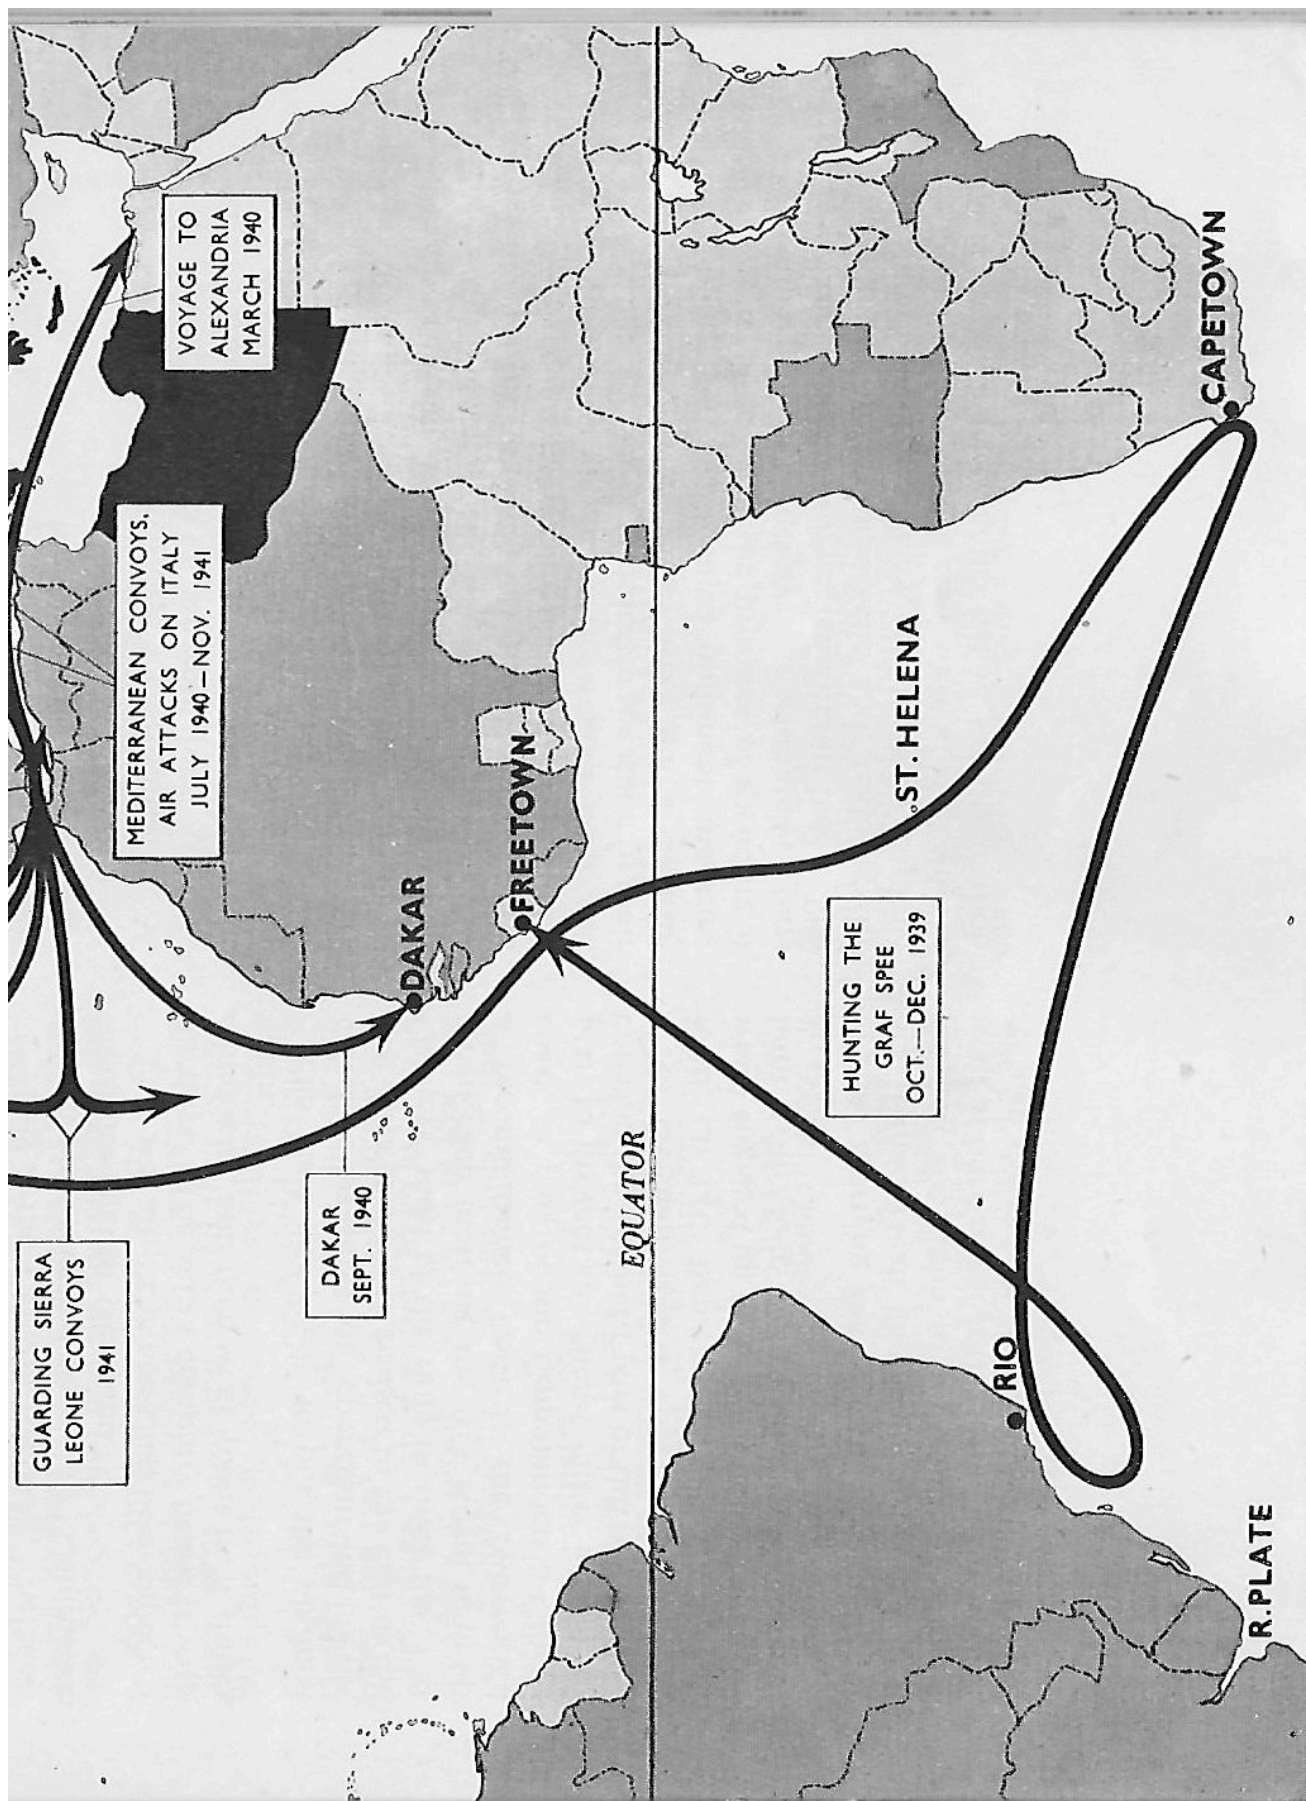 VOYAGE TO
ALEXANDRIA
MARCH 1940
MEDITERRANEAN CONVOYS,
AIR ATTACKS ON ITALY
JULY 1940—NOV. 1941
GUARDING SIERRA
LEONE CONVOYS
1941
DAKAR
SEPT. 1940
DAKAR
FREETOWN
EQUATOR
HUNTING THE
GRAF SPEE
OCT.—DEC. 1939
ST. HELENA
CAPETOWN
RIO
R. PLATE